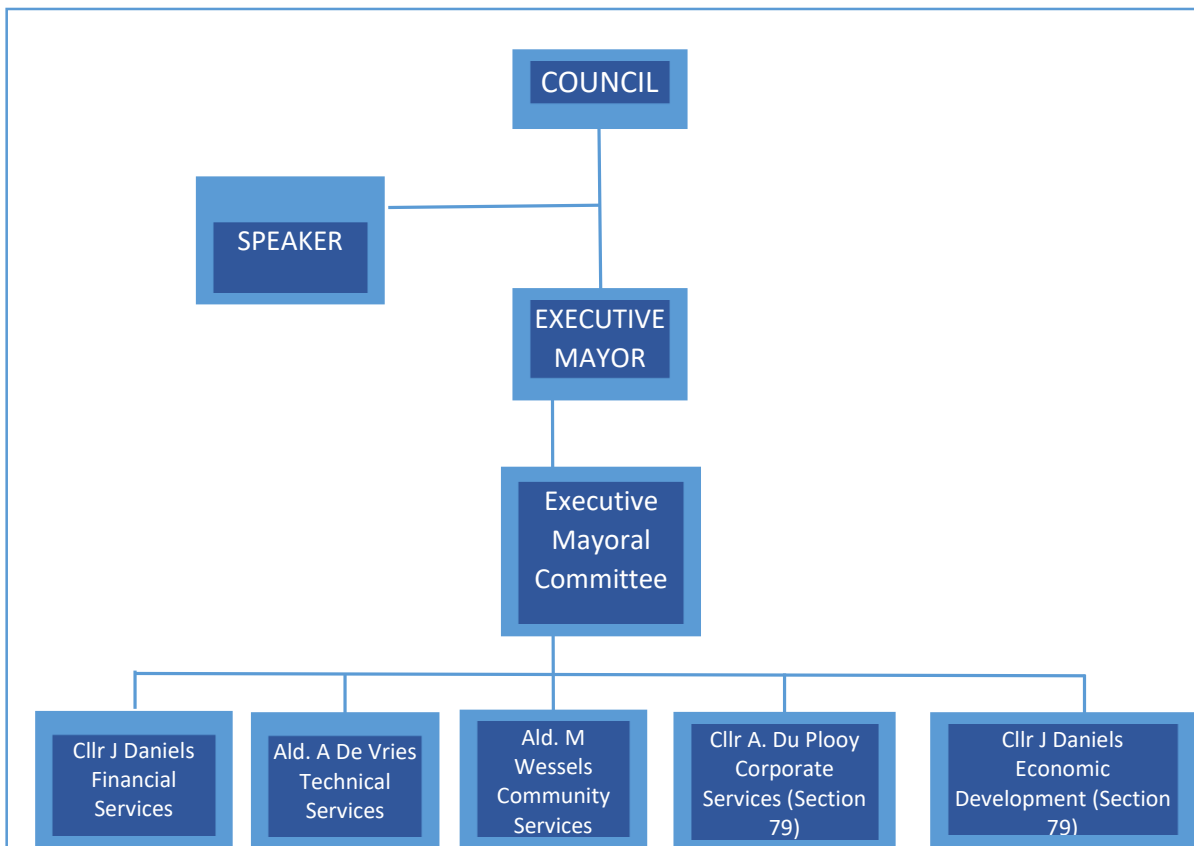 COUNCIL
SPEAKER
EXECUTIVE
MAYOR
Executive
Mayoral
Committee
Cllr J Daniels
Financial
Services
Ald. A De Vries
Technical
Services
Ald. M
Wessels
Community
Services
Cllr A. Du Plooy
Corporate
Services (Section
79)
Cllr J Daniels
Economic
Development (Section
79)